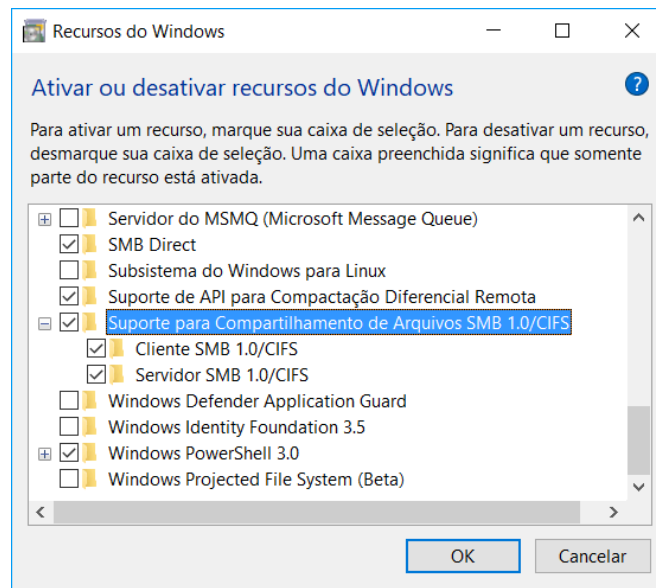 Recursos do Windows
Ativar ou desativar recursos do Windows
?
Para ativar um recurso, marque sua caixa de seleção. Para desativar um recurso,
desmarque sua caixa de seleção. Uma caixa preenchida significa que somente
parte do recurso está ativada.
Servidor do MSMQ (Microsoft Message Queue)
SMB Direct
Subsistema do Windows para Linux
Suporte de API para Compactação Diferencial Remota
Suporte para Compartilhamento de Arquivos SMB 1.0/CIFS
Cliente SMB 1.0/CIFS
Servidor SMB 1.0/CIFS
Windows Defender Application Guard
Windows Identity Foundation 3.5
Windows PowerShell 3.0
Windows Projected File System (Beta)
OK
Cancelar